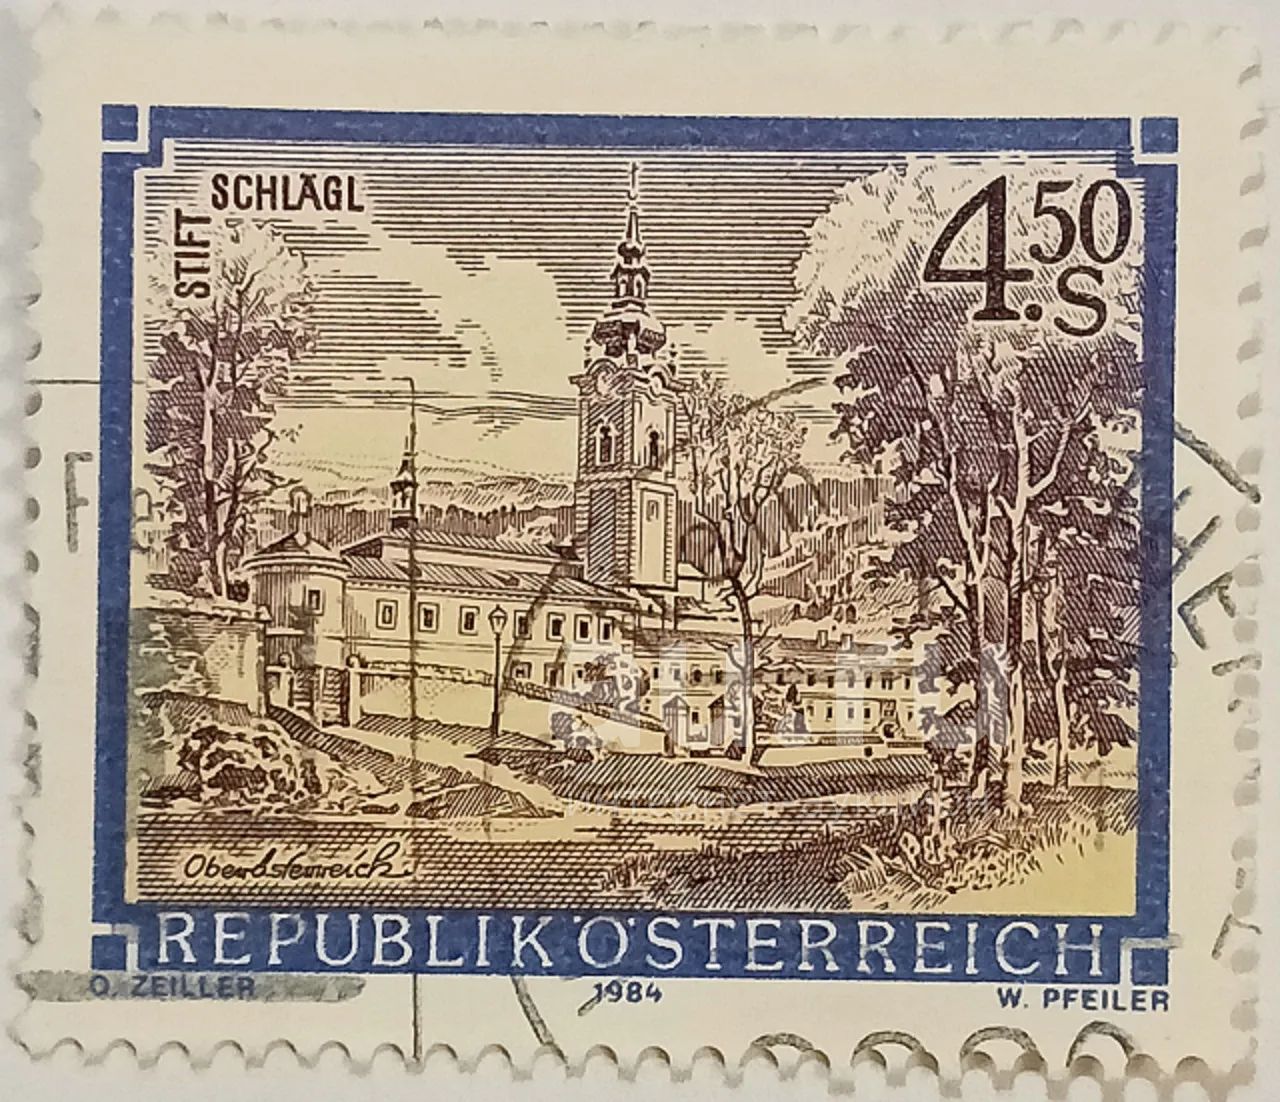 STIFT
SCHLÄGL
4.50
S
Oberösterreich
REPUBLIK ÖSTERREICH
O. ZEILLER
1984
W. PFEILER